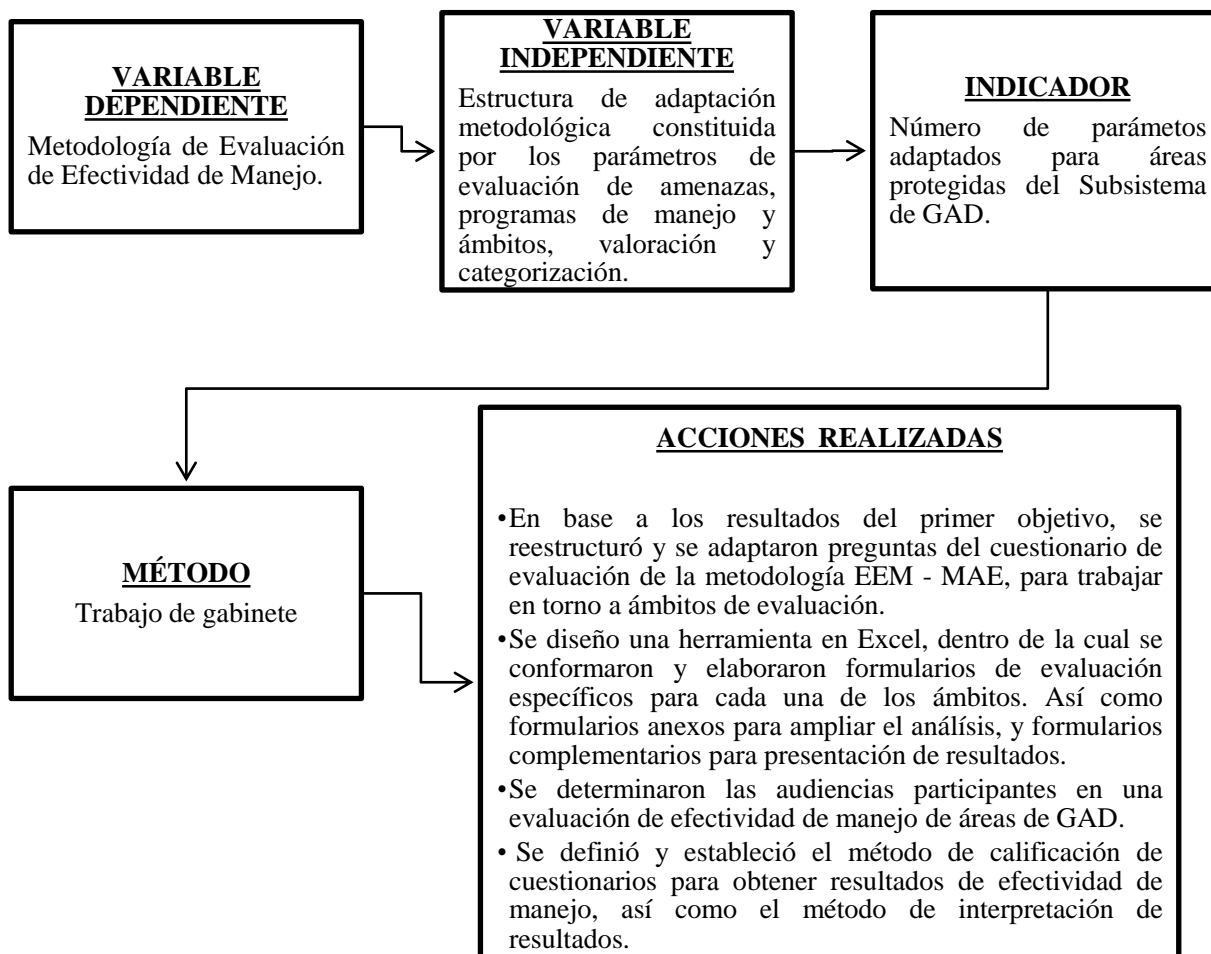 VARIABLE
DEPENDIENTE
Metodología de Evaluación
de Efectividad de Manejo.
VARIABLE
INDEPENDIENTE
Estructura de adaptación
metodológica constituida
por los parámetros de
evaluación de amenazas,
programas de manejo y
ámbitos, valoración y
categorización.
INDICADOR
Número de parámetos
adaptados para áreas
protegidas del Subsistema
de GAD.
MÉTODO
Trabajo de gabinete
ACCIONES REALIZADAS
•En base a los resultados del primer objetivo, se
reestructuró y se adaptaron preguntas del cuestionario de
evaluación de la metodología EEM - MAE, para trabajar
en torno a ámbitos de evaluación.
•Se diseño una herramienta en Excel, dentro de la cual se
conformaron y elaboraron formularios de evaluación
específicos para cada una de los ámbitos. Así como
formularios anexos para ampliar el análísis, y formularios
complementarios para presentación de resultados.
•Se determinaron las audiencias participantes en una
evaluación de efectividad de manejo de áreas de GAD.
• Se definió y estableció el método de calificación de
cuestionarios para obtener resultados de efectividad de
manejo, así como el método de interpretación de
resultados.